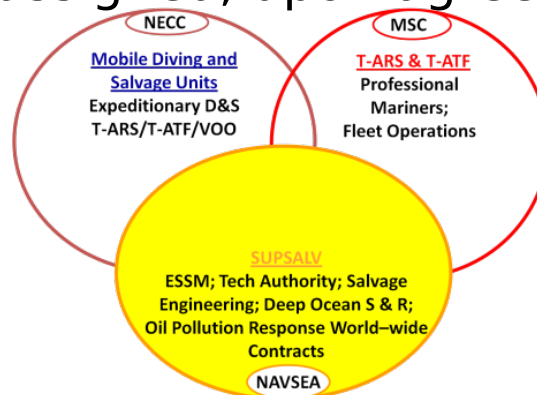 NECC
Mobile Diving and
Salvage Units
Expeditionary D&S
T-ARS/T-ATF/VOO
MSC
T-ARS & T-ATF
Professional
Mariners;
Fleet Operations
SUPSALV
ESSM; Tech Authority; Salvage
Engineering; Deep Ocean S & R;
Oil Pollution Response World–wide
Contracts
NAVSEA